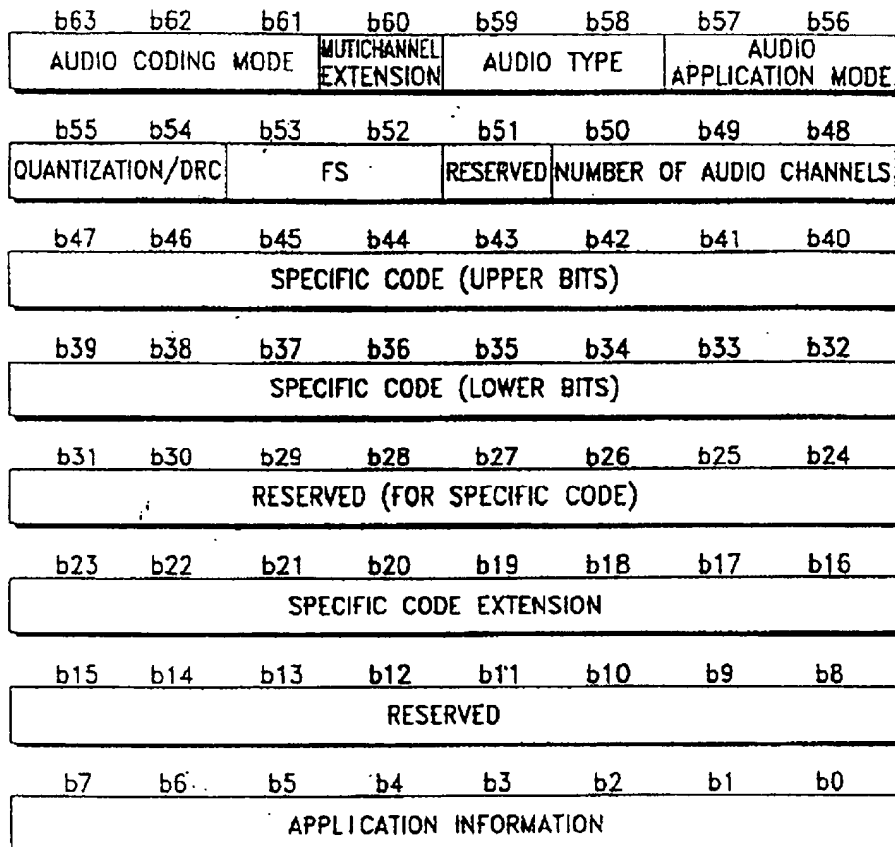 b63 b62 b61 b60 b59 b58 b57 b56
AUDIO CODING MODE MUTICHANNEL EXTENSION AUDIO TYPE AUDIO APPLICATION MODE
b55 b54 b53 b52 b51 b50 b49 b48
QUANTIZATION/DRC FS RESERVED NUMBER OF AUDIO CHANNELS
b47 b46 b45 b44 b43 b42 b41 b40
SPECIFIC CODE (UPPER BITS)
b39 b38 b37 b36 b35 b34 b33 b32
SPECIFIC CODE (LOWER BITS)
b31 b30 b29 b28 b27 b26 b25 b24
RESERVED (FOR SPECIFIC CODE)
b23 b22 b21 b20 b19 b18 b17 b16
SPECIFIC CODE EXTENSION
b15 b14 b13 b12 b11 b10 b9 b8
RESERVED
b7 b6 b5 b4 b3 b2 b1 b0
APPLICATION INFORMATION